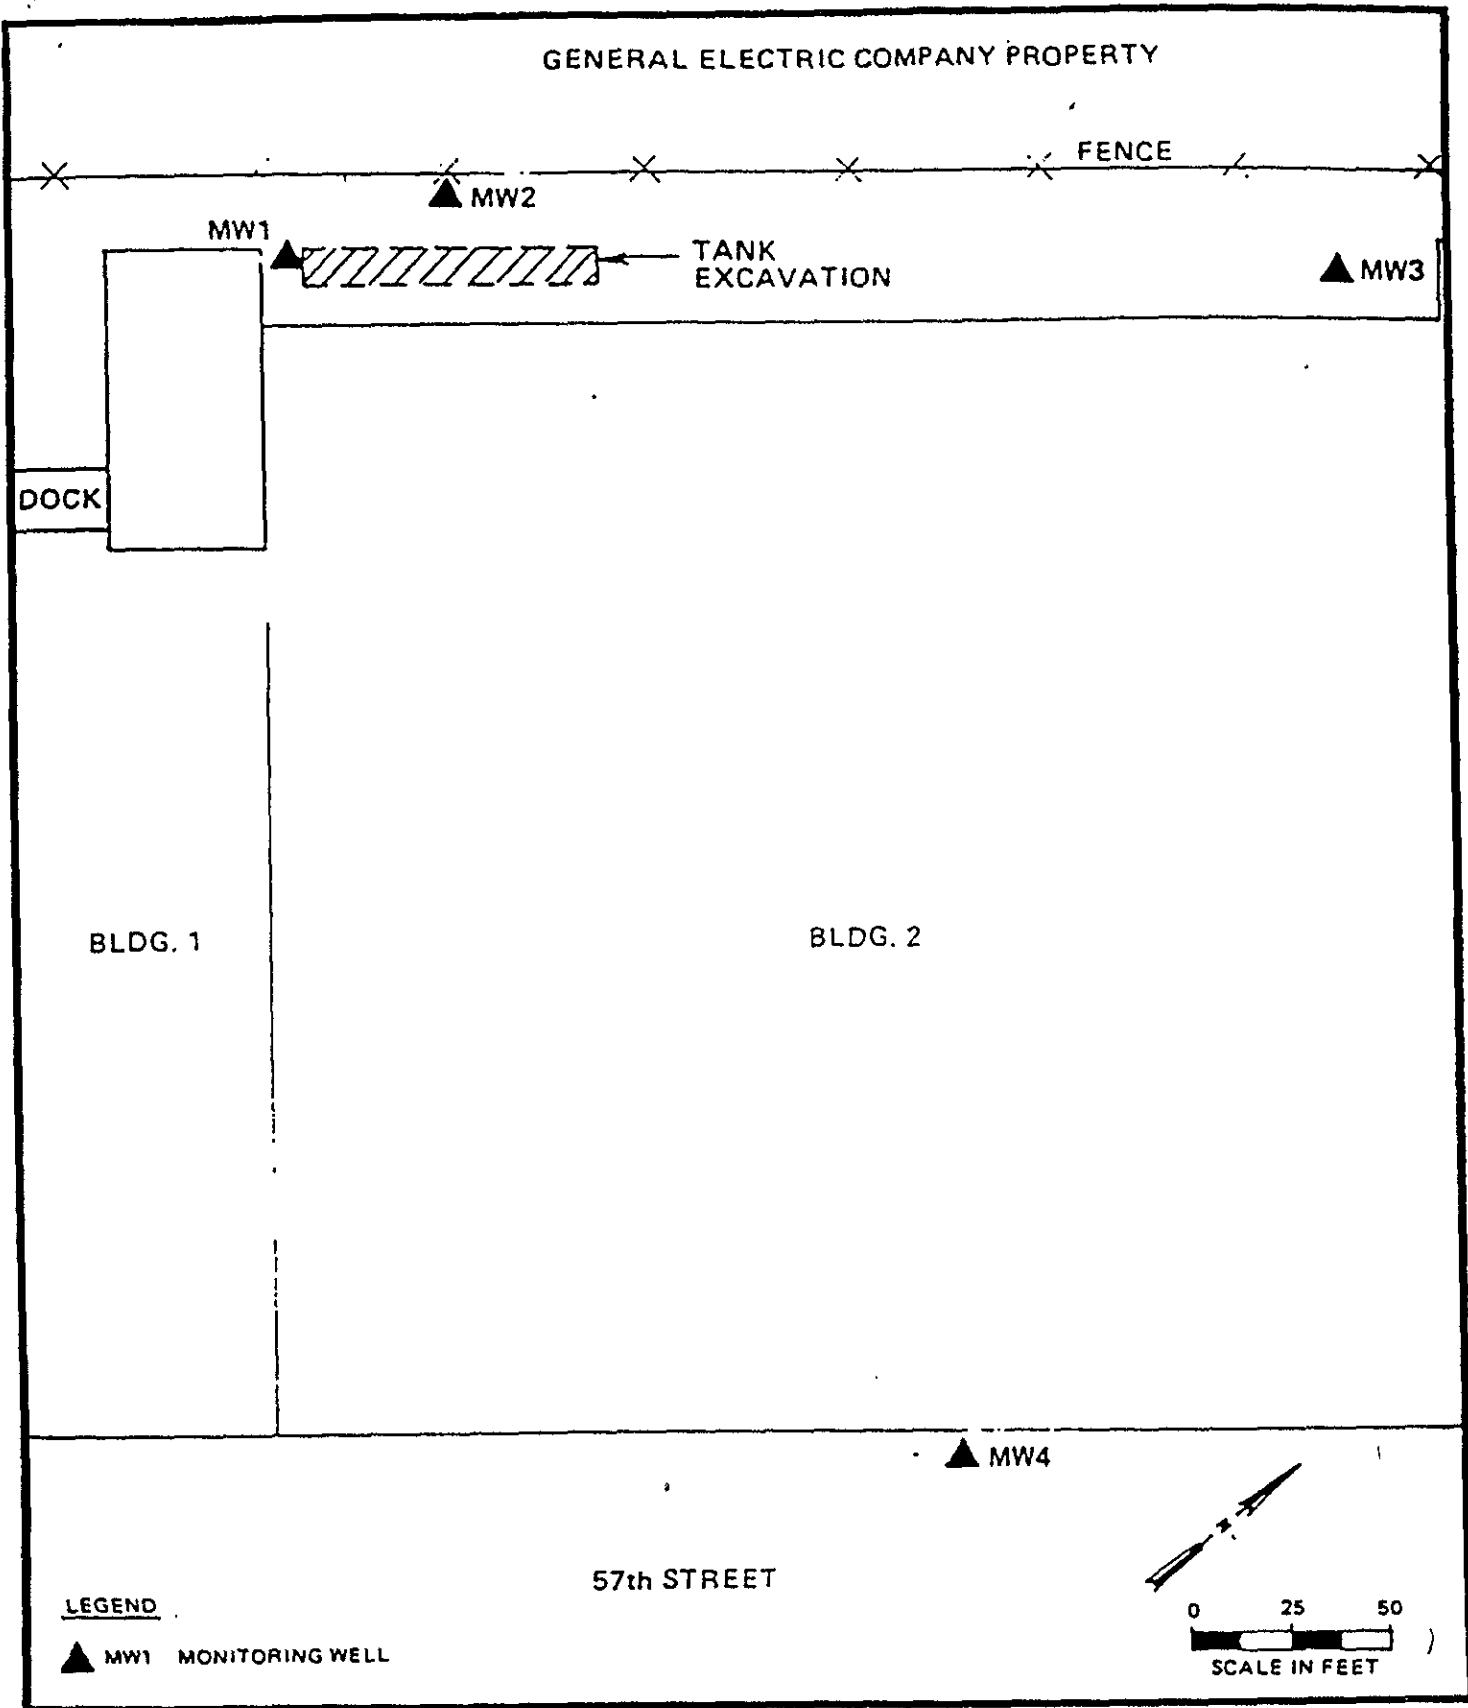 GENERAL ELECTRIC COMPANY PROPERTY
FENCE
MW2
MW1
TANK
EXCAVATION
MW3
DOCK
BLDG. 1
BLDG. 2
MW4
N
57th STREET
LEGEND
MW1 MONITORING WELL
0 25 50
SCALE IN FEET